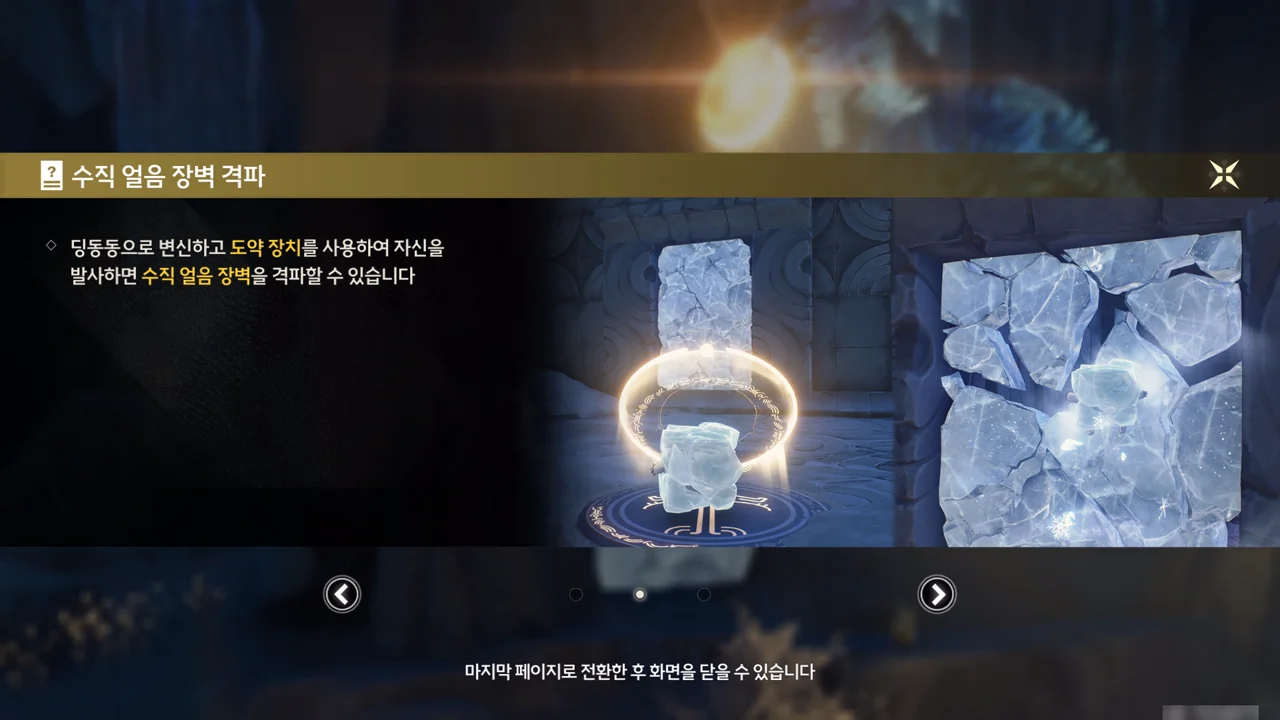 수직 얼음 장벽 격파
딩동동으로 변신하고 도약 장치를 사용하여 자신을
발사하면 수직 얼음 장벽을 격파할 수 있습니다
마지막 페이지로 전환한 후 화면을 닫을 수 있습니다